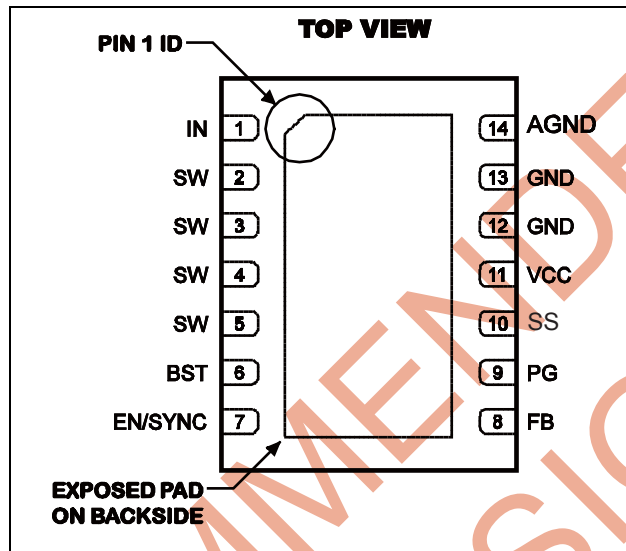 TOP VIEW
PIN 1 ID
IN 1
SW 2
SW 3
SW 4
SW 5
BST 6
EN/SYNC 7
14 AGND
13 GND
12 GND
11 VCC
10 SS
9 PG
8 FB
EXPOSED PAD
ON BACKSIDE